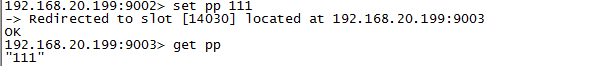 192.168.20.199:9002> set pp 111
-> Redirected to slot [14030] located at 192.168.20.199:9003
OK
192.168.20.199:9003> get pp
"111"